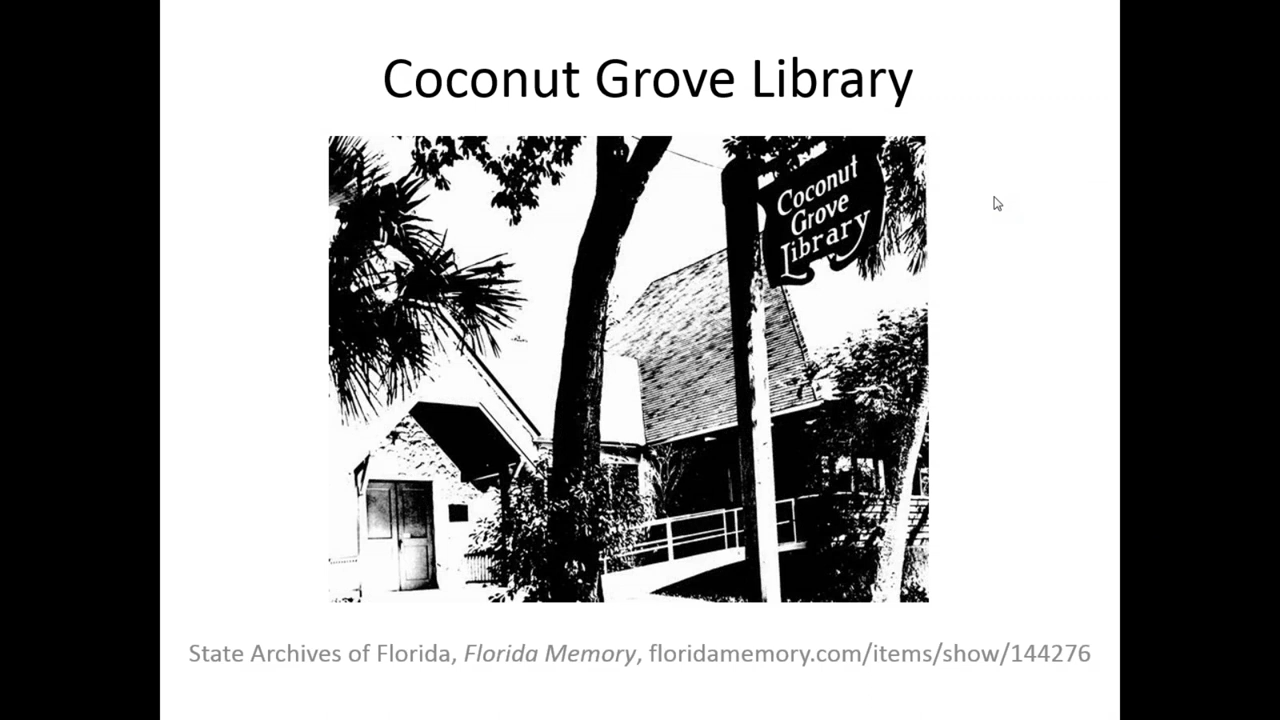 Coconut Grove Library
Coconut
Grove
Library
State Archives of Florida, Florida Memory, floridamemory.com/items/show/144276